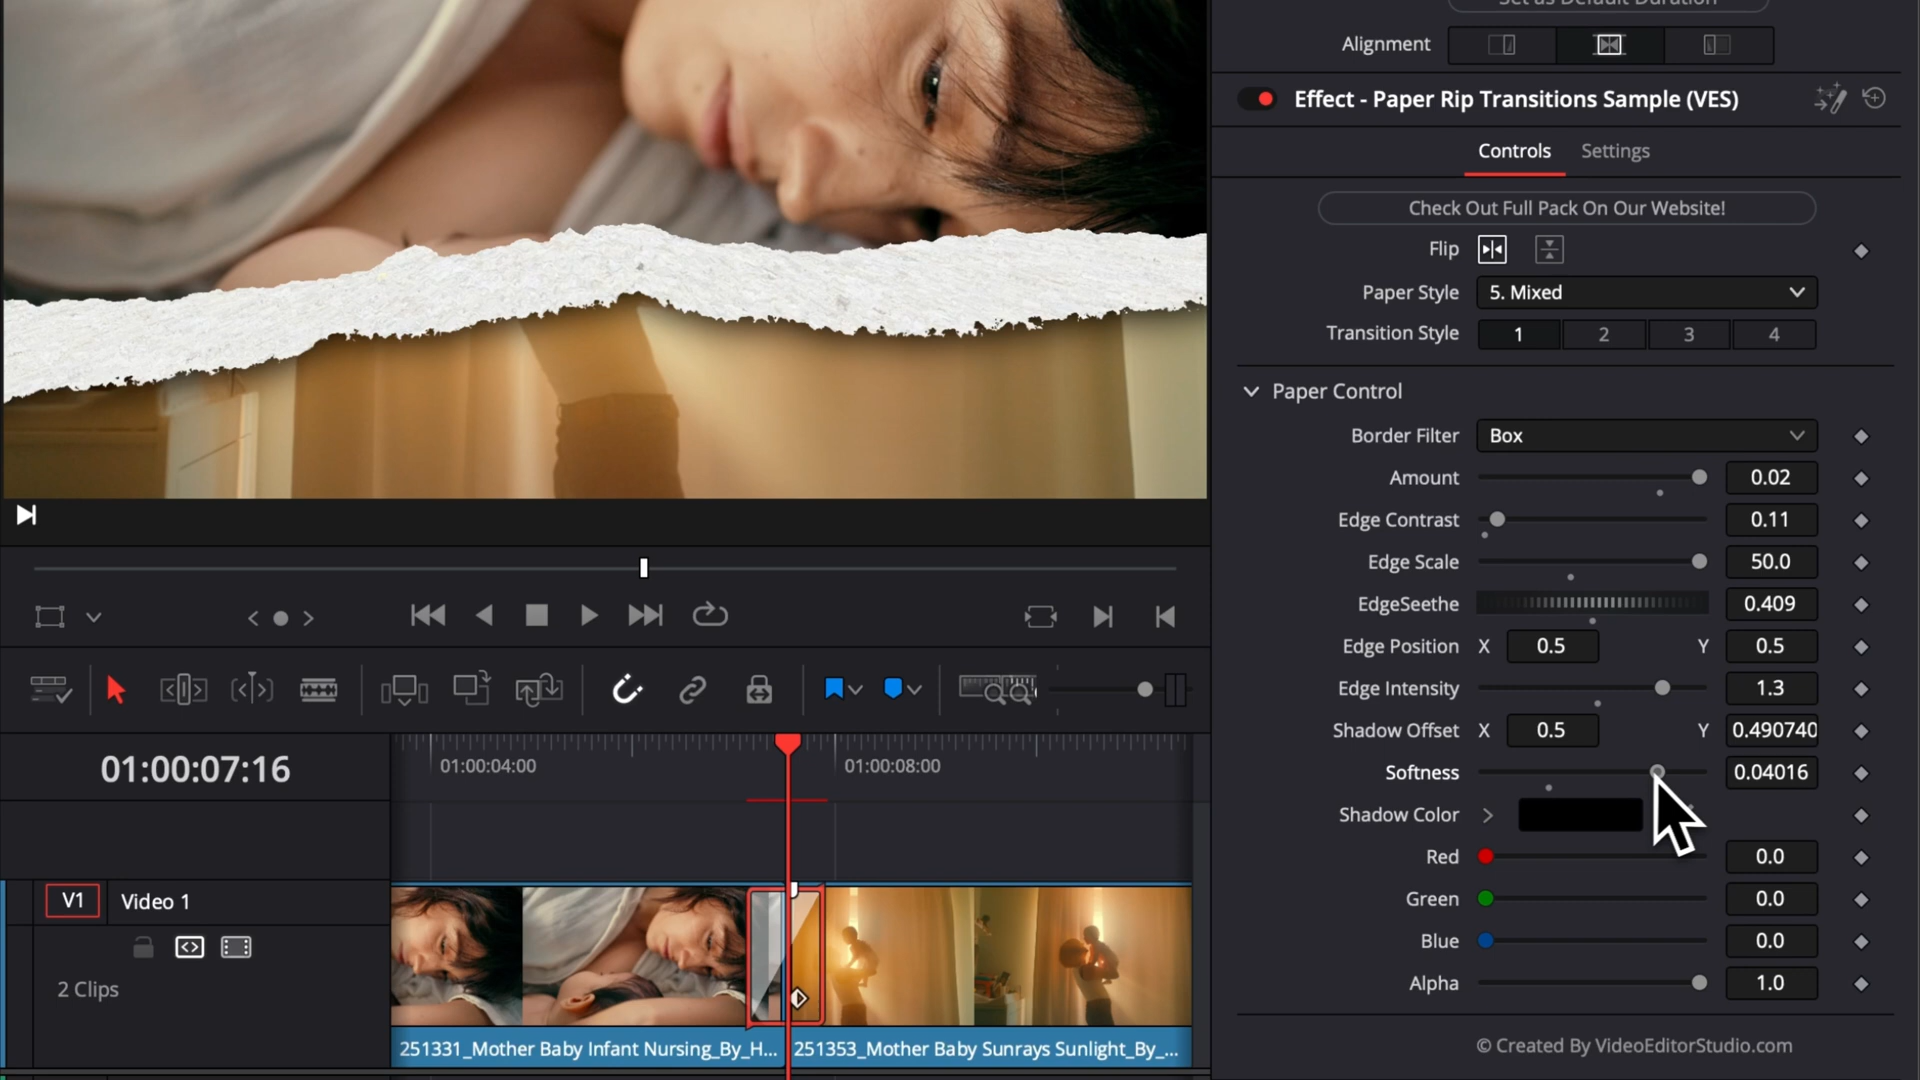 Set as Default Duration
Alignment
Effect - Paper Rip Transitions Sample (VES)
Controls Settings
Check Out Full Pack On Our Website!
Flip
Paper Style 5. Mixed
Transition Style 1 2 3 4
Paper Control
Border Filter Box
Amount 0.02
Edge Contrast 0.11
Edge Scale 50.0
EdgeSeethe 0.409
Edge Position X 0.5 Y 0.5
Edge Intensity 1.3
Shadow Offset X 0.5 Y 0.490740
Softness 0.04016
Shadow Color
Red 0.0
Green 0.0
Blue 0.0
Alpha 1.0
© Created By VideoEditorStudio.com
01:00:07:16
01:00:04:00 01:00:08:00
V1 Video 1
2 Clips
251331_Mother Baby Infant Nursing_By_H... 251353_Mother Baby Sunrays Sunlight_By_...